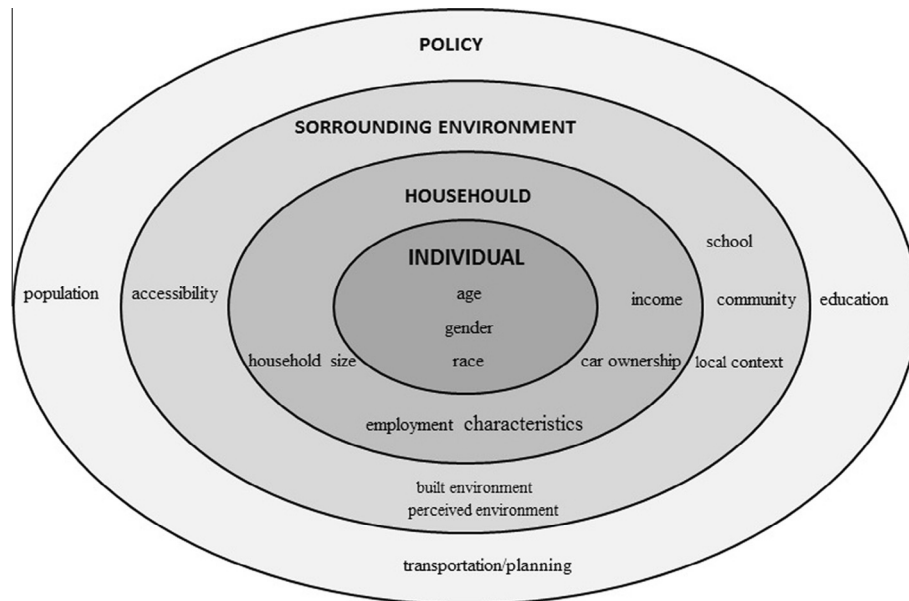 POLICY
SORROUNDING ENVIRONMENT
HOUSEHOULD
INDIVIDUAL
age
gender
race
household size
income
car ownership
employment characteristics
accessibility
school
community
local context
built environment
perceived environment
population
education
transportation/planning